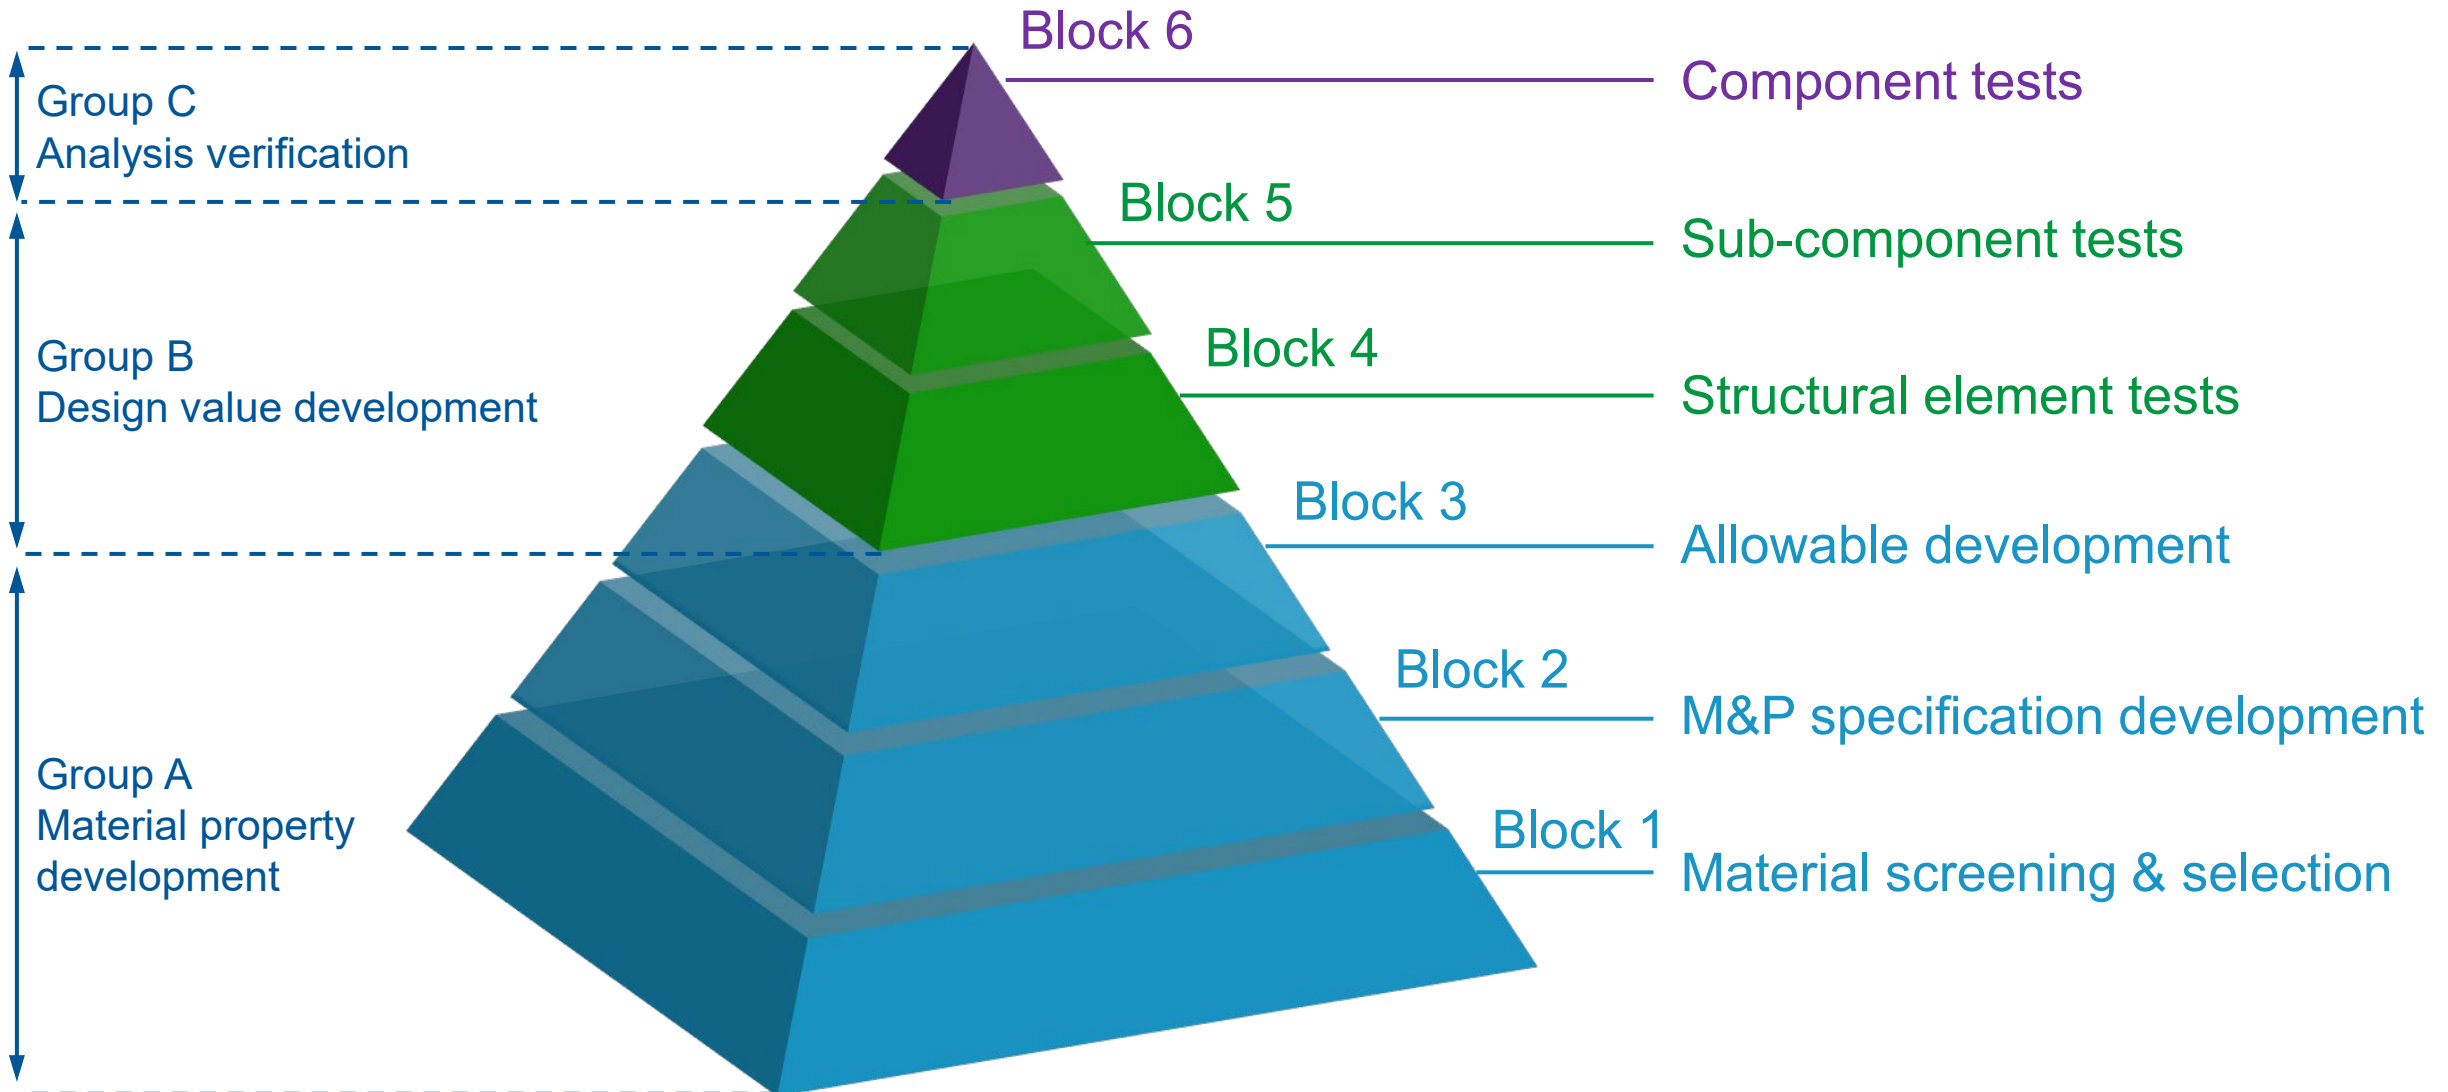 Block 6
Component tests
Group C
Analysis verification
Block 5
Sub-component tests
Block 4
Structural element tests
Group B
Design value development
Block 3
Allowable development
Block 2
M&P specification development
Block 1
Material screening & selection
Group A
Material property
development